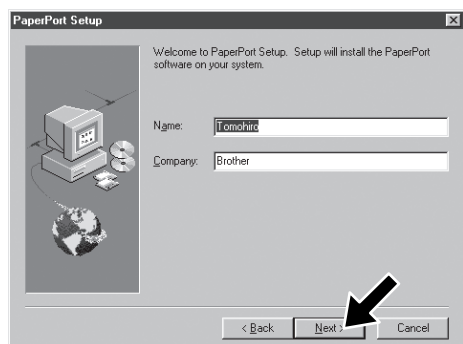 PaperPort Setup
Welcome to PaperPort Setup. Setup will install the PaperPort
software on your system.
Name: Tomohiro
Company: Brother
< Back Next > Cancel